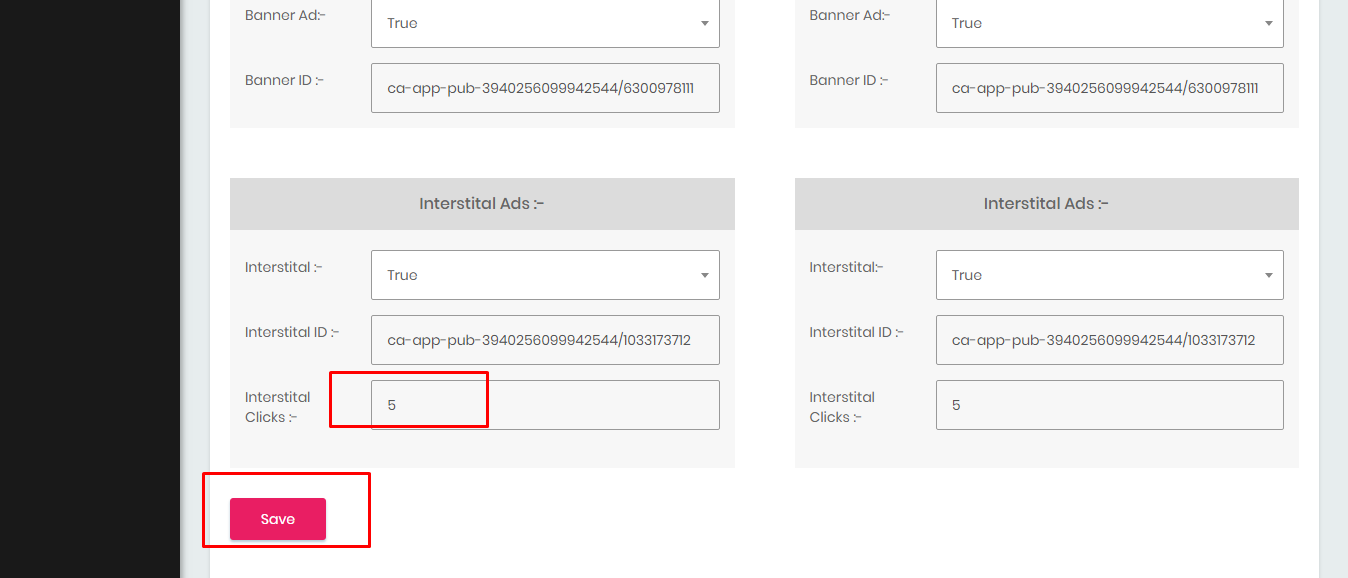 Banner Ad:-
True
Banner ID :-
ca-app-pub-3940256099942544/6300978111
Interstital Ads :-
Interstital :-
True
Interstital ID :-
ca-app-pub-3940256099942544/1033173712
Interstital
Clicks :-
5
Banner Ad:-
True
Banner ID :-
ca-app-pub-3940256099942544/6300978111
Interstital Ads :-
Interstital:-
True
Interstital ID :-
ca-app-pub-3940256099942544/1033173712
Interstital
Clicks :-
5
Save